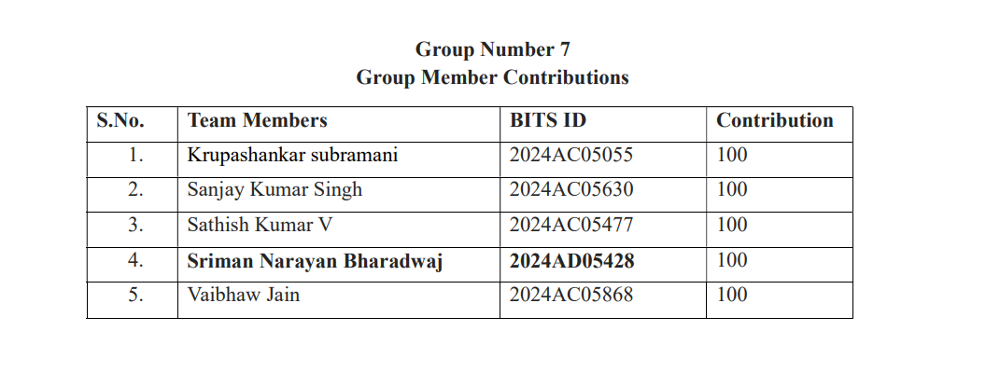 Group Number 7
Group Member Contributions
S.No. Team Members BITS ID Contribution
1. Krupashankar subramani 2024AC05055 100
2. Sanjay Kumar Singh 2024AC05630 100
3. Sathish Kumar V 2024AC05477 100
4. Sriman Narayan Bharadwaj 2024AD05428 100
5. Vaibhaw Jain 2024AC05868 100